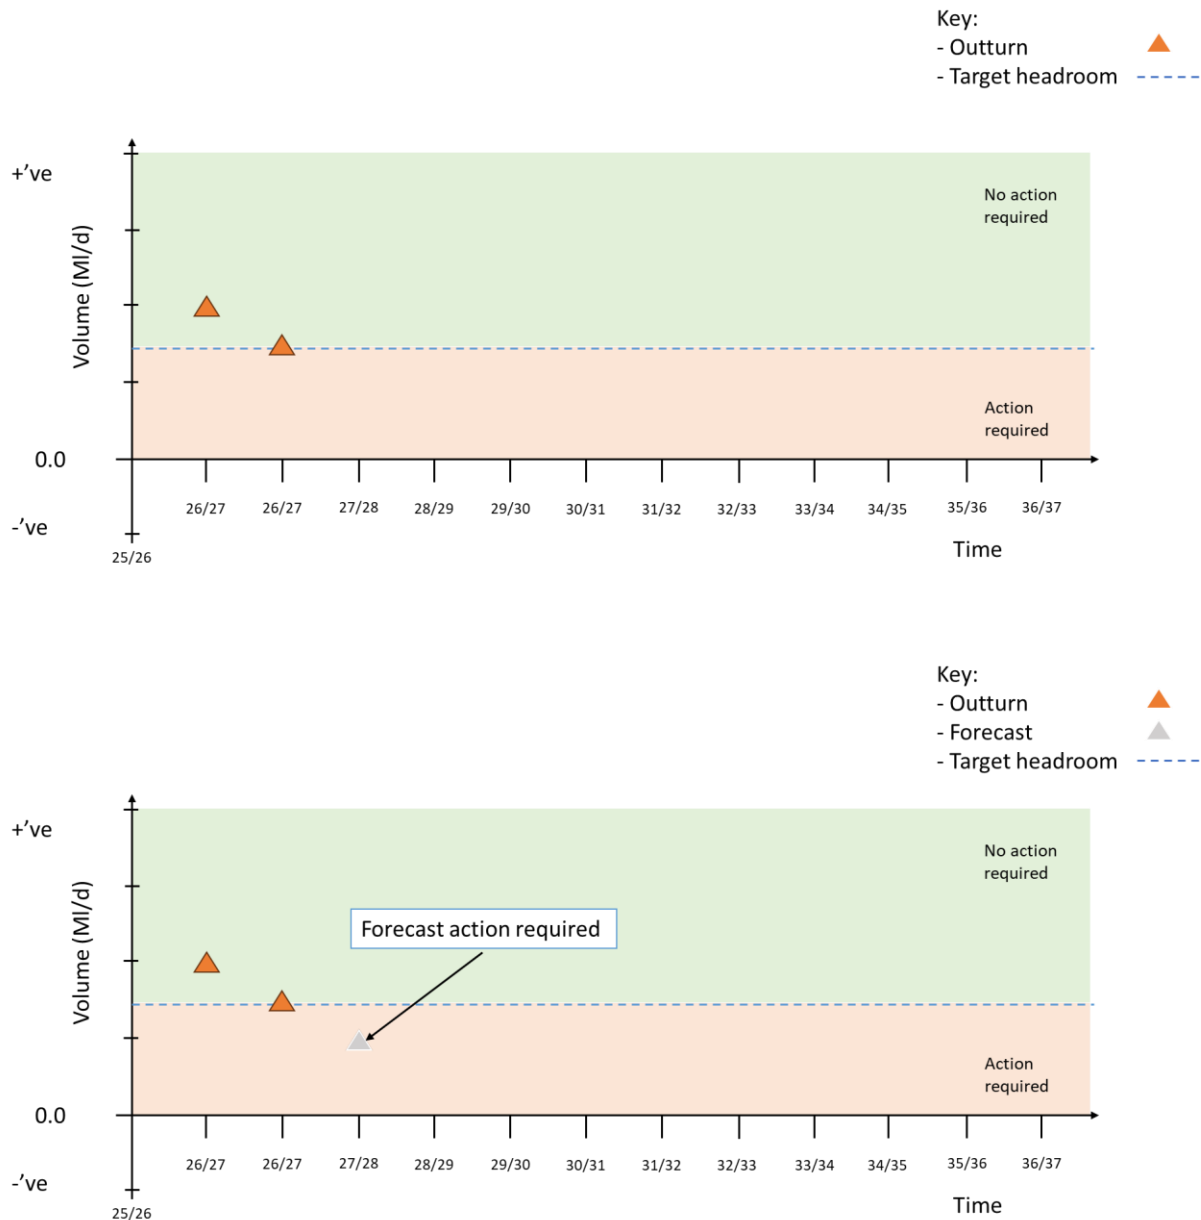 Key:
- Outturn
- Target headroom
+'ve
No action
required
Volume (Ml/d)
Action
required
0.0
26/27 26/27 27/28 28/29 29/30 30/31 31/32 32/33 33/34 34/35 35/36 36/37
-'ve
25/26
Time
Key:
- Outturn
- Forecast
- Target headroom
+'ve
No action
required
Volume (Ml/d)
Forecast action required
Action
required
0.0
26/27 26/27 27/28 28/29 29/30 30/31 31/32 32/33 33/34 34/35 35/36 36/37
-'ve
25/26
Time